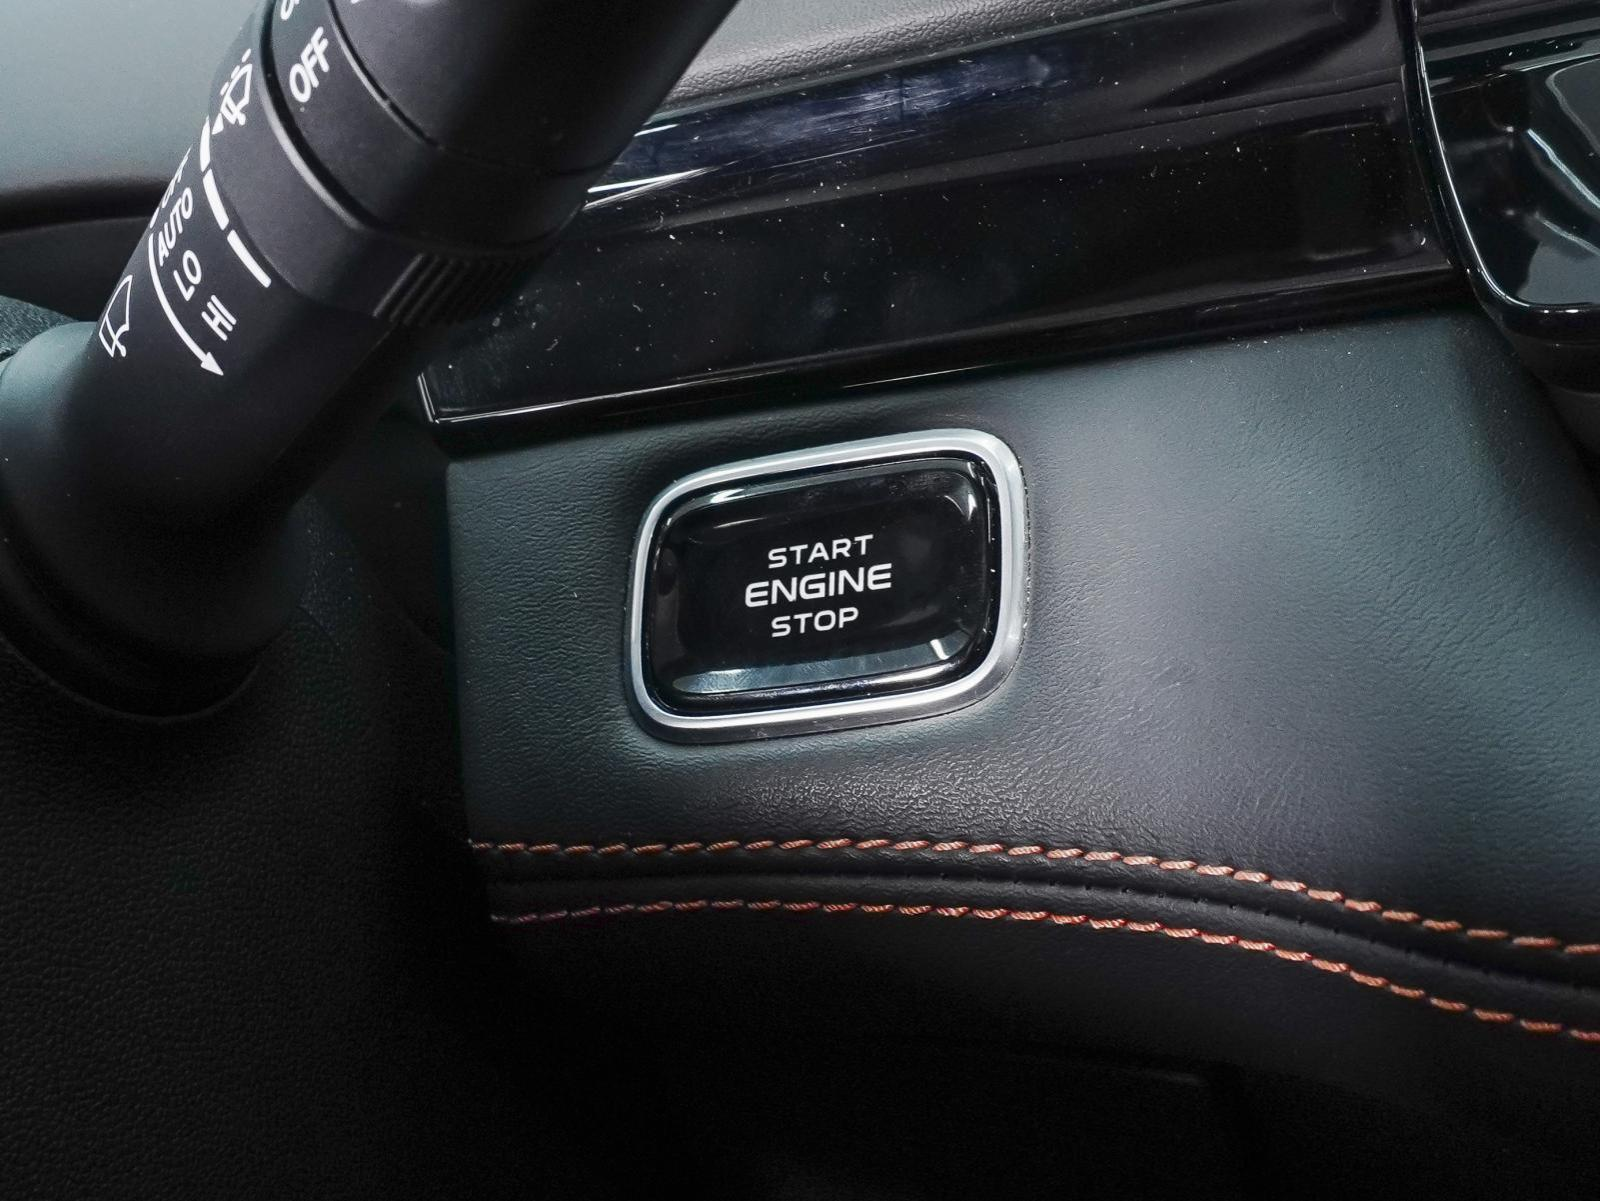 OFF
AUTO
LO
HI
START
ENGINE
STOP